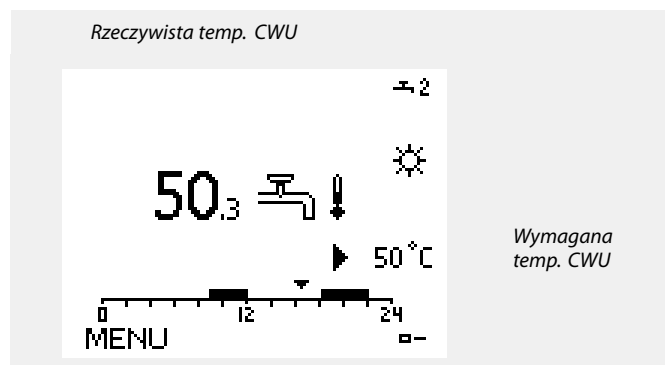 Rzeczywista temp. CWU
2
50.3
50°C
Wymagana
temp. CWU
0 12 24
MENU